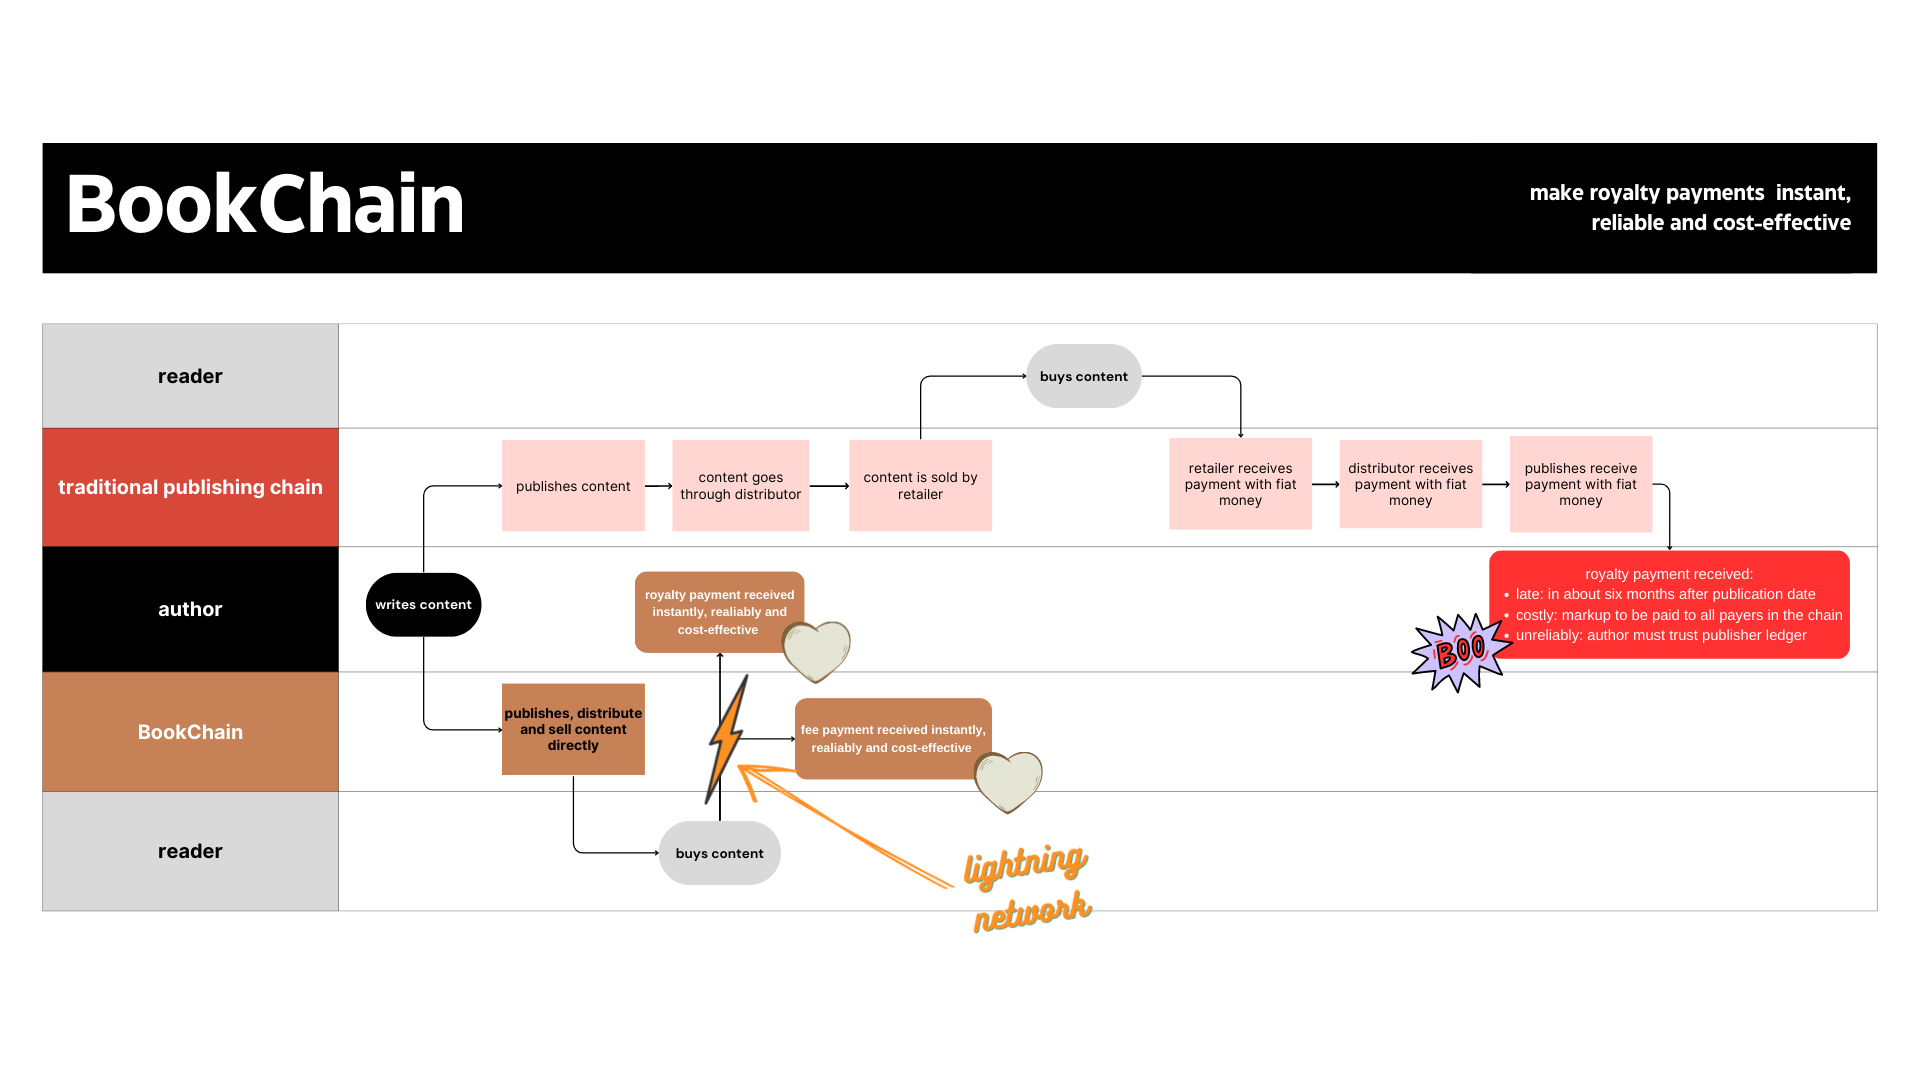 BookChain
make royalty payments  instant,
reliable and cost-effective
reader
buys content
traditional publishing chain
publishes content
content goes
through distributor
content is sold by
retailer
retailer receives
payment with fiat
money
distributor receives
payment with fiat
money
publishes receive
payment with fiat
money
author
writes content
royalty payment received
instantly, realiably and
cost-effective
royalty payment received:
• late: in about six months after publication date
• costly: markup to be paid to all payers in the chain
• unreliably: author must trust publisher ledger
BOO
BookChain
publishes, distribute
and sell content
directly
fee payment received instantly,
realiably and cost-effective
reader
buys content
lightning
network